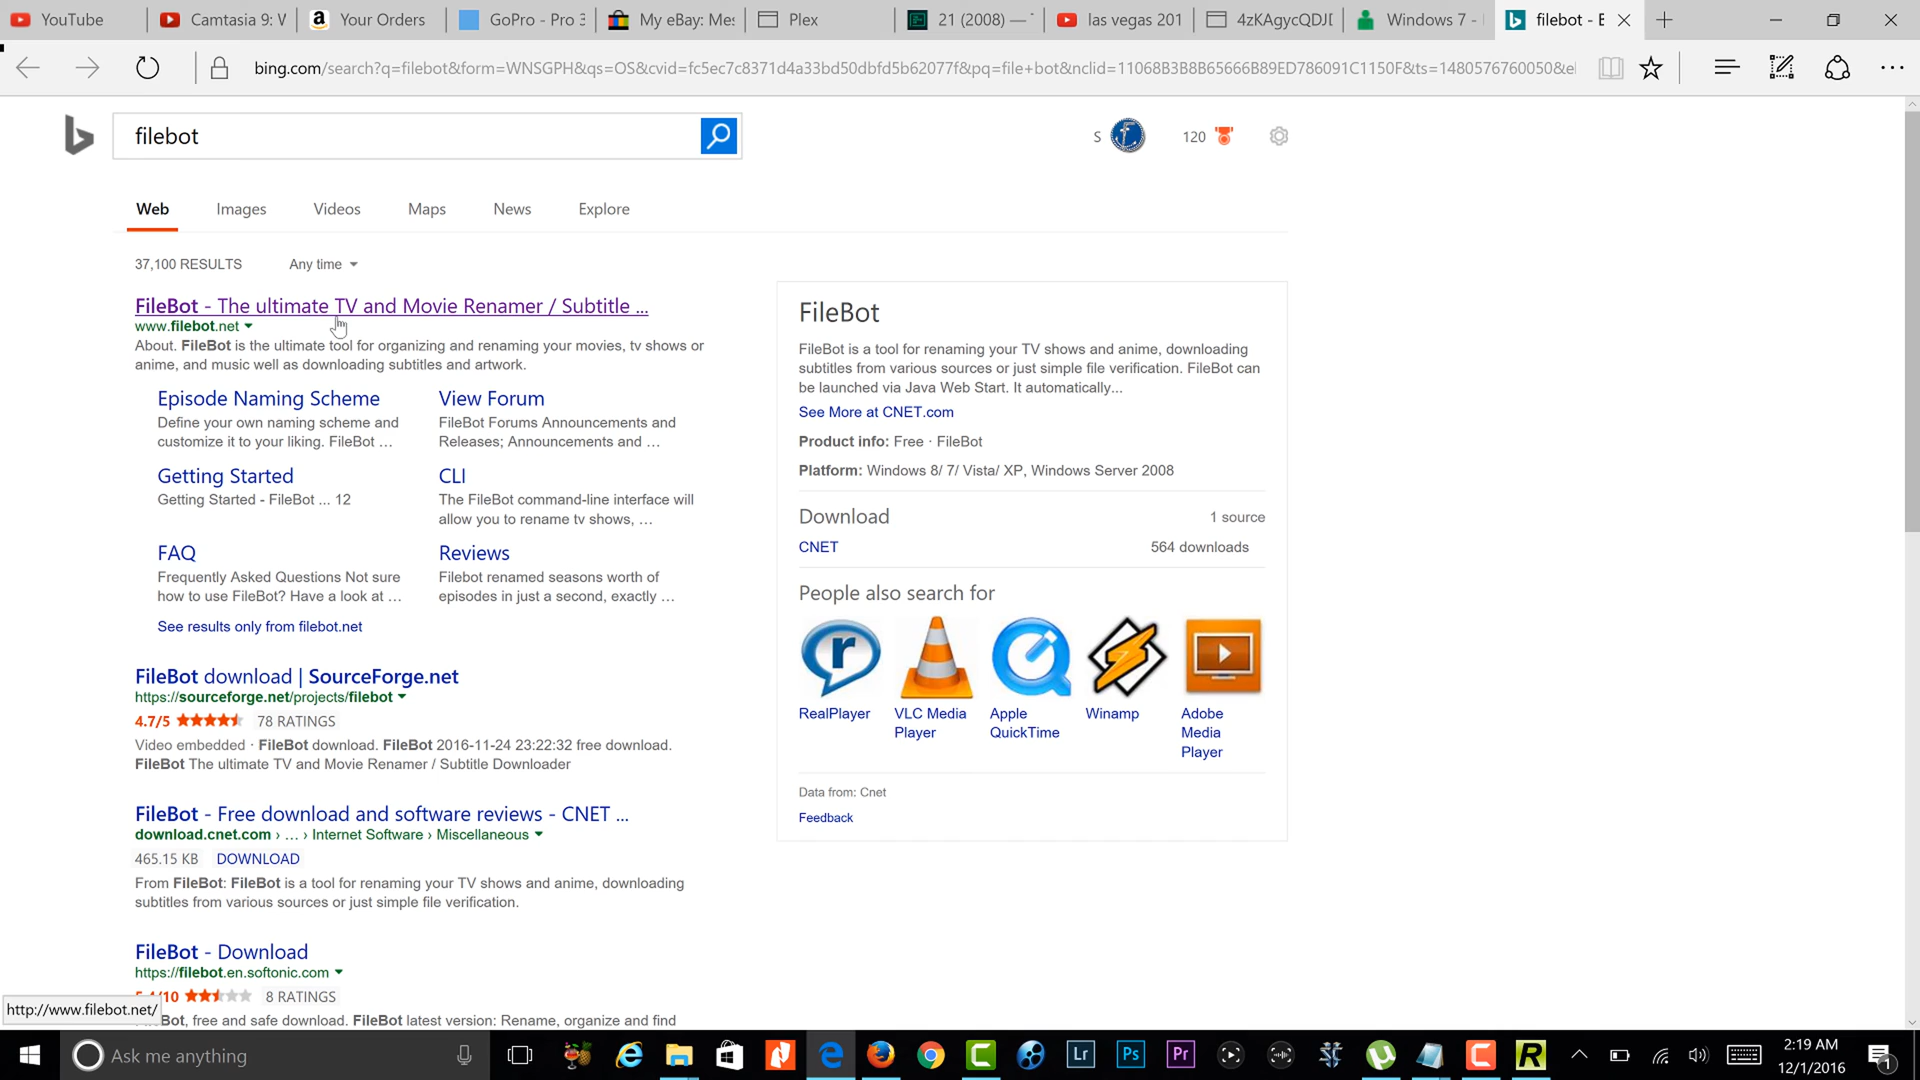 YouTube
Camtasia 9: W
Your Orders
GoPro - Pro 3
My eBay: Mes
Plex
21 (2008) —
las vegas 201
4zKAgycQDJD
Windows 7 -
filebot - B
bing.com/search?q=filebot&form=WNSGPH&qs=OS&cvid=fc5ec7c8371d4a33bd50dbfd5b62077f&pq=file+bot&nclid=11068B3B8B65666B89ED786091C1150F&ts=1480576760050&el
filebot
S
120
Web
Images
Videos
Maps
News
Explore
37,100 RESULTS
Any time
FileBot - The ultimate TV and Movie Renamer / Subtitle ...
www.filebot.net
About. FileBot is the ultimate tool for organizing and renaming your movies, tv shows or
anime, and music well as downloading subtitles and artwork.
Episode Naming Scheme
Define your own naming scheme and
customize it to your liking. FileBot ...
View Forum
FileBot Forums Announcements and
Releases; Announcements and ...
Getting Started
Getting Started - FileBot ... 12
CLI
The FileBot command-line interface will
allow you to rename tv shows, ...
FAQ
Frequently Asked Questions Not sure
how to use FileBot? Have a look at ...
Reviews
Filebot renamed seasons worth of
episodes in just a second, exactly ...
See results only from filebot.net
FileBot download | SourceForge.net
https://sourceforge.net/projects/filebot
4.7/5
78 RATINGS
Video embedded · FileBot download. FileBot 2016-11-24 23:22:32 free download.
FileBot The ultimate TV and Movie Renamer / Subtitle Downloader
FileBot - Free download and software reviews - CNET ...
download.cnet.com › ... › Internet Software › Miscellaneous
465.15 KB
DOWNLOAD
From FileBot: FileBot is a tool for renaming your TV shows and anime, downloading
subtitles from various sources or just simple file verification.
FileBot - Download
https://filebot.en.softonic.com
8 RATINGS
FileBot, free and safe download. FileBot latest version: Rename, organize and find
http://www.filebot.net/
FileBot
FileBot is a tool for renaming your TV shows and anime, downloading
subtitles from various sources or just simple file verification. FileBot can
be launched via Java Web Start. It automatically...
See More at CNET.com
Product info: Free · FileBot
Platform: Windows 8/ 7/ Vista/ XP, Windows Server 2008
Download
1 source
CNET
564 downloads
People also search for
RealPlayer
VLC Media
Player
Apple
QuickTime
Winamp
Adobe
Media
Player
Data from: Cnet
Feedback
Ask me anything
Lr
Ps
Pr
2:19 AM
12/1/2016
1